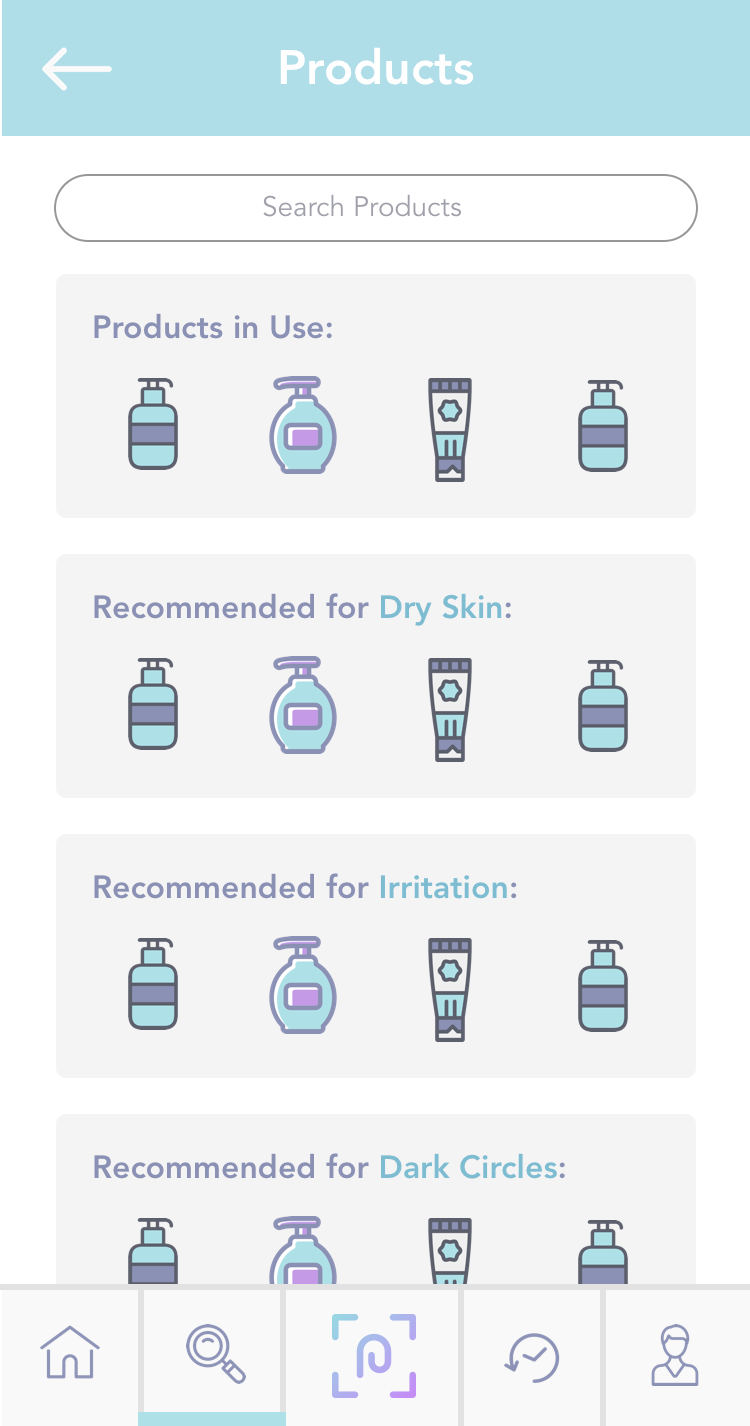 Products
Search Products
Products in Use:
Recommended for Dry Skin:
Recommended for Irritation:
Recommended for Dark Circles: